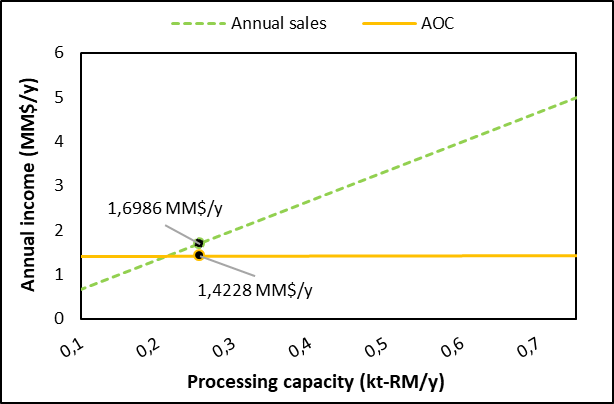 Annual sales
AOC
Annual income (MM$/y)
6
5
4
3
2
1
0
1,6986 MM$/y
1,4228 MM$/y
0,1
0,2
0,3
0,4
0,5
0,6
0,7
Processing capacity (kt-RM/y)